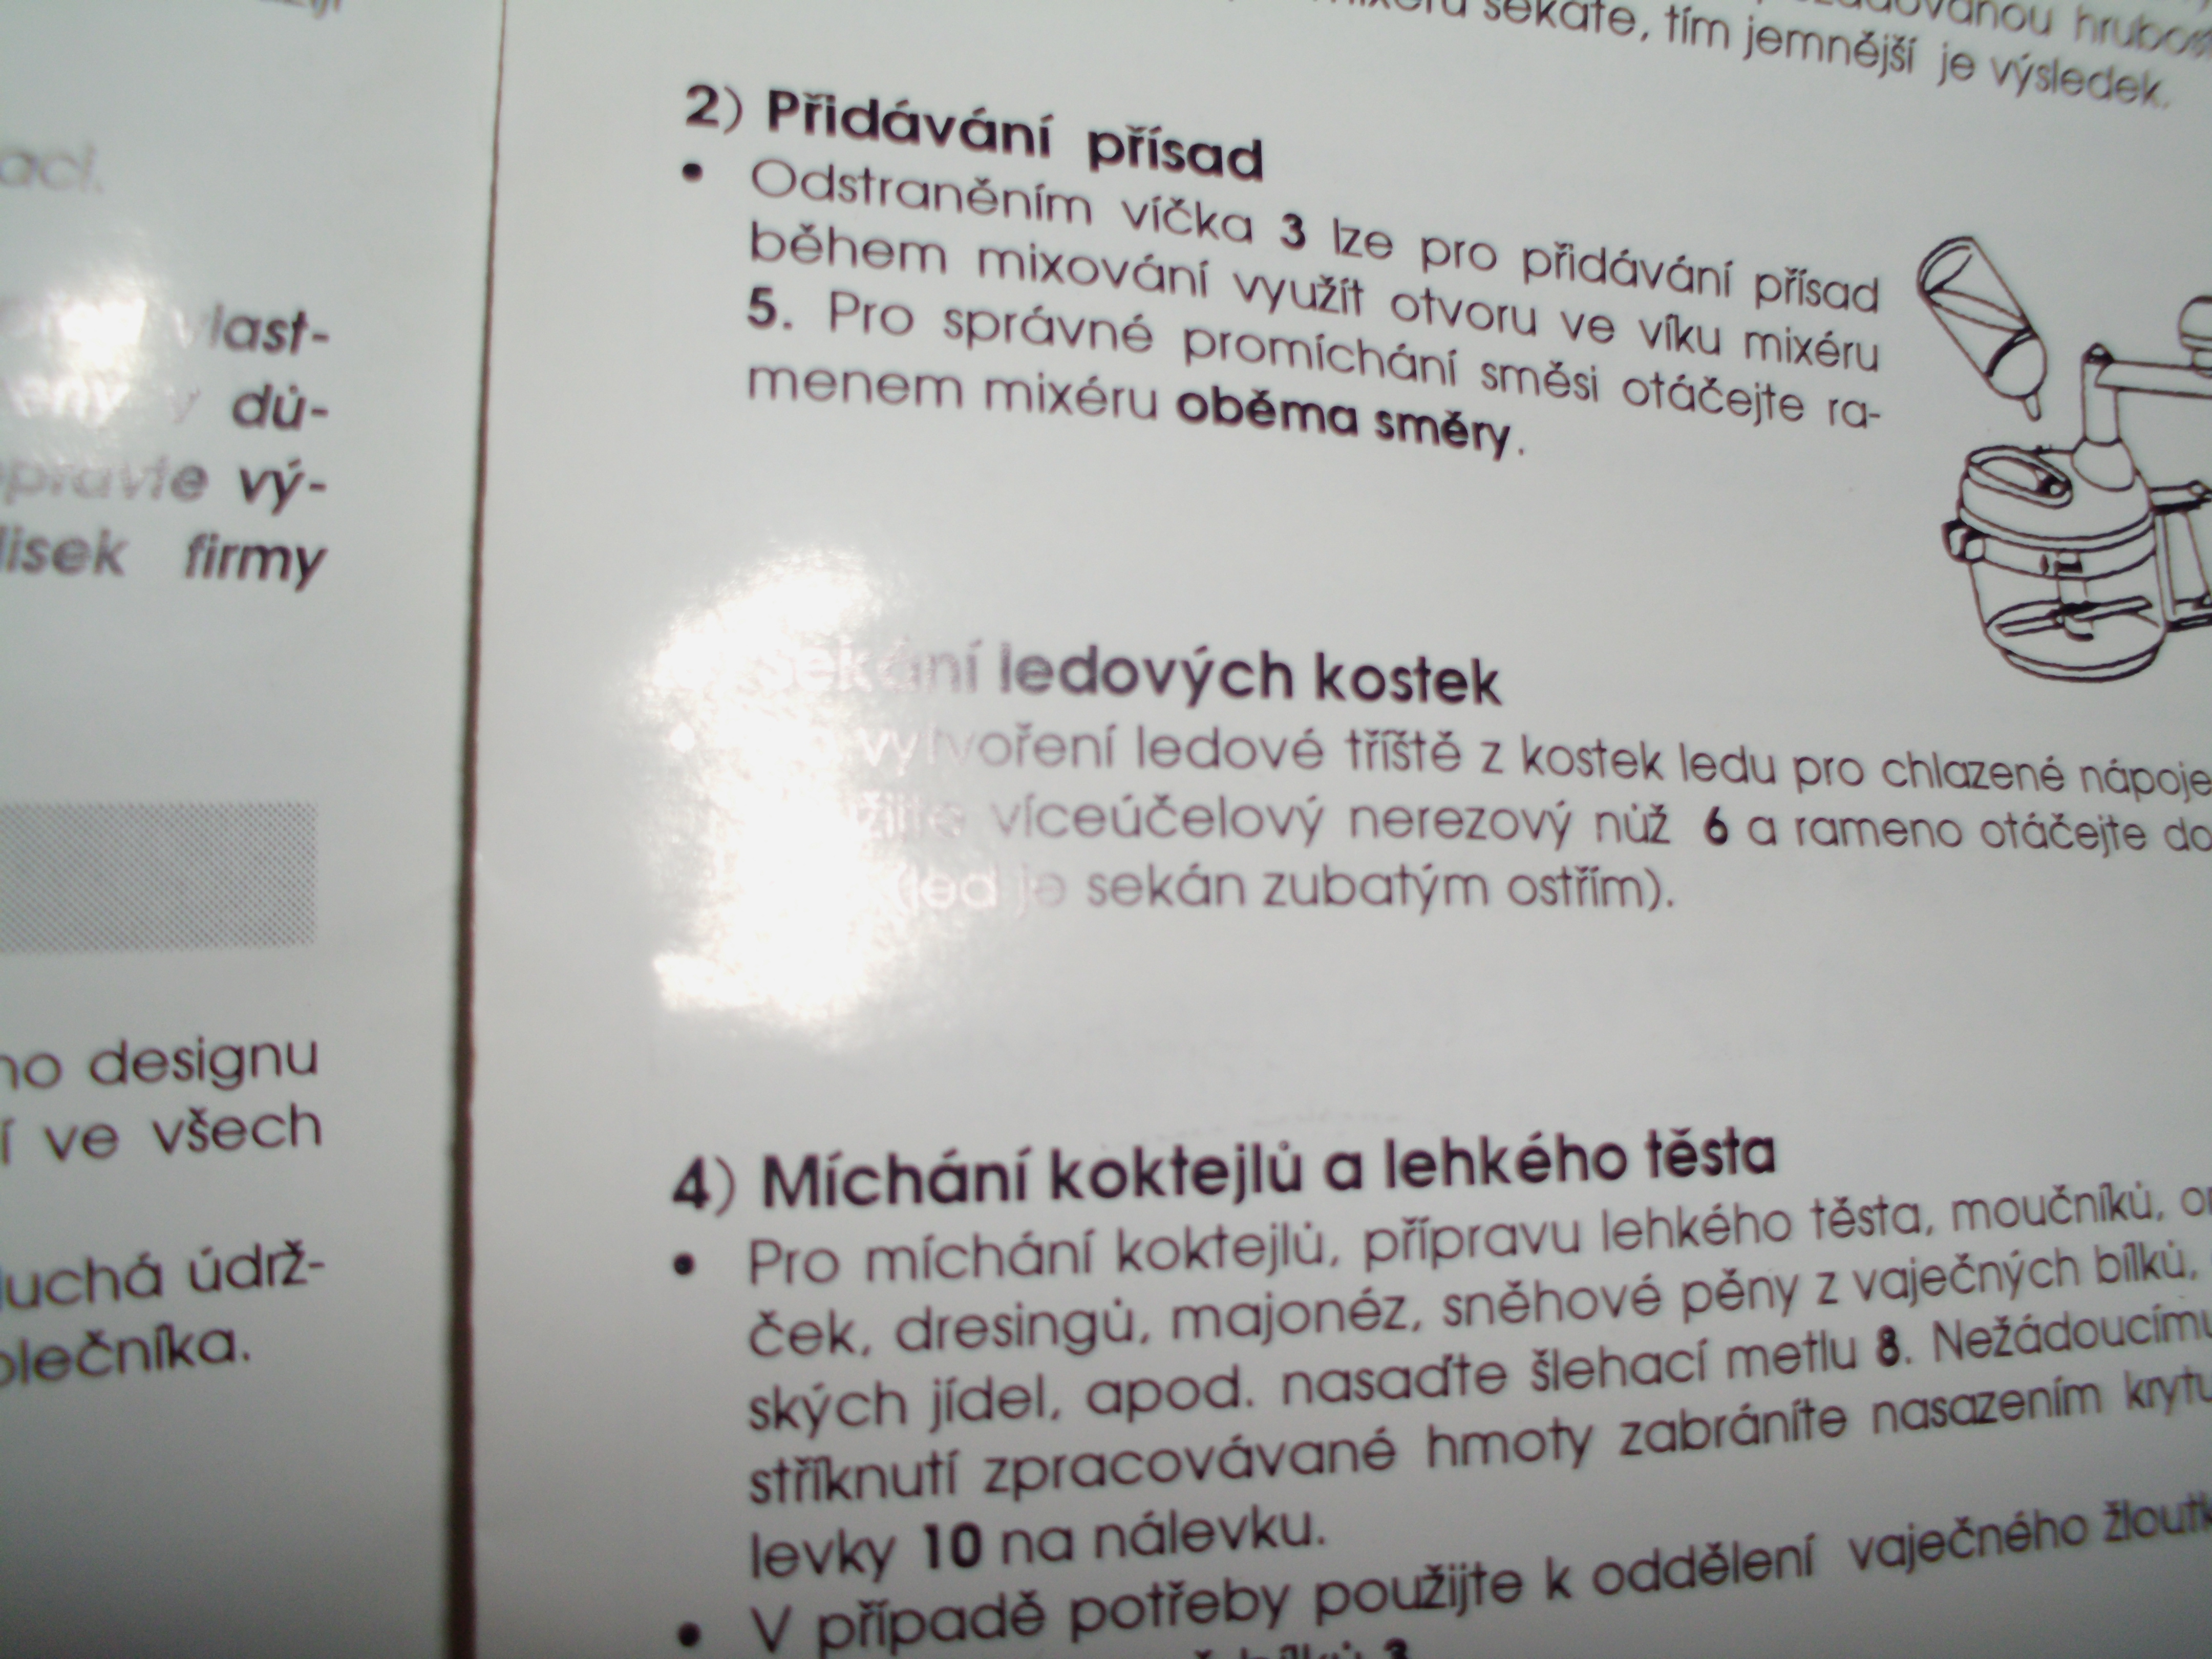 aci.
last-
dů-
vý-
firmy
designu
ve všech
údrž-
sekáte, tím jemnější je výsledek.
2) Přidávání přísad
• Odstraněním víčka 3 lze pro přidávání přísad
během mixování využít otvoru ve víku mixéru
5. Pro správné promíchání směsi otáčejte ra-
menem mixéru oběma směry.
Sekání ledových kostek
vytvoření ledové tříště z kostek ledu pro chlazené nápoje
víceúčelový nerezový nůž 6 a rameno otáčejte do
(led je sekán zubatým ostřím).
4) Míchání koktejlů a lehkého těsta
• Pro míchání koktejlů, přípravu lehkého těsta, moučníků,
ček, dresingů, majonéz, sněhové pěny z vaječných bílků,
ských jídel, apod. nasaďte šlehací metlu 8. Nežádoucímu
stříknutí zpracovávané hmoty zabráníte nasazením krytu
levky 10 na nálevku.
• V případě potřeby použijte k oddělení vaječného